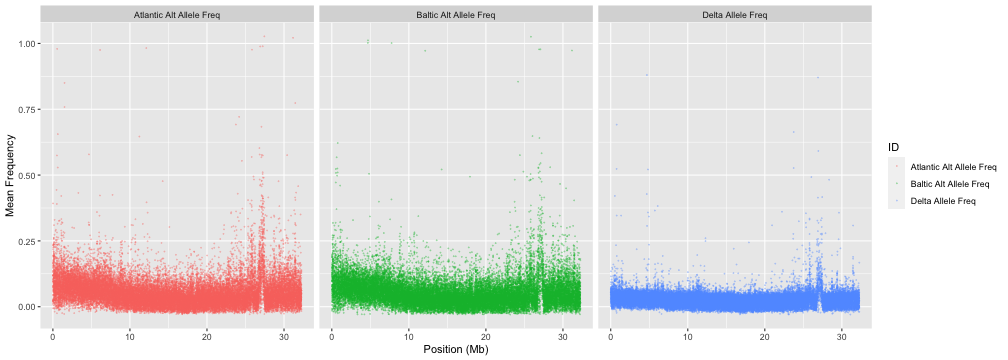 Atlantic Alt Allele Freq
Baltic Alt Allele Freq
Delta Allele Freq
1.00
0.75
0.50
0.25
0.00
Mean Frequency
0
10
20
30
0
10
20
30
0
10
20
30
Position (Mb)
ID
Atlantic Alt Allele Freq
Baltic Alt Allele Freq
Delta Allele Freq